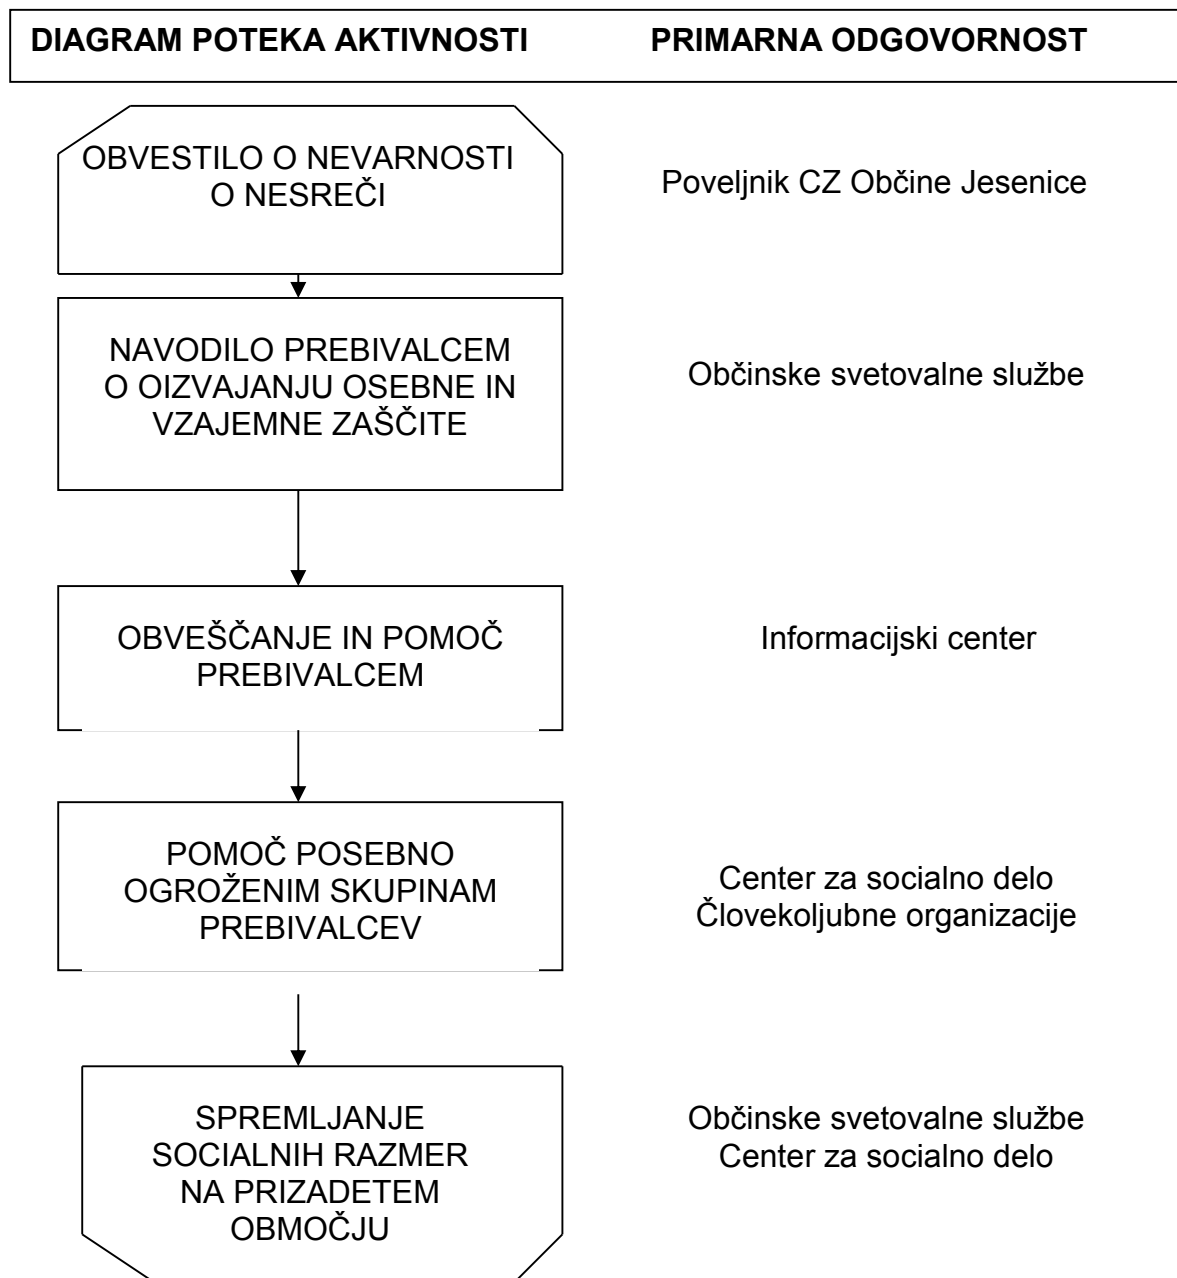 DIAGRAM POTEKA AKTIVNOSTI PRIMARNA ODGOVORNOST
OBVESTILO O NEVARNOSTI
O NESREČI
Poveljnik CZ Občine Jesenice
NAVODILO PREBIVALCEM
O OIZVAJANJU OSEBNE IN
VZAJEMNE ZAŠČITE
Občinske svetovalne službe
OBVEŠČANJE IN POMOČ
PREBIVALCEM
Informacijski center
POMOČ POSEBNO
OGROŽENIM SKUPINAM
PREBIVALCEV
Center za socialno delo
Človekoljubne organizacije
SPREMLJANJE
SOCIALNIH RAZMER
NA PRIZADETEM
OBMOČJU
Občinske svetovalne službe
Center za socialno delo